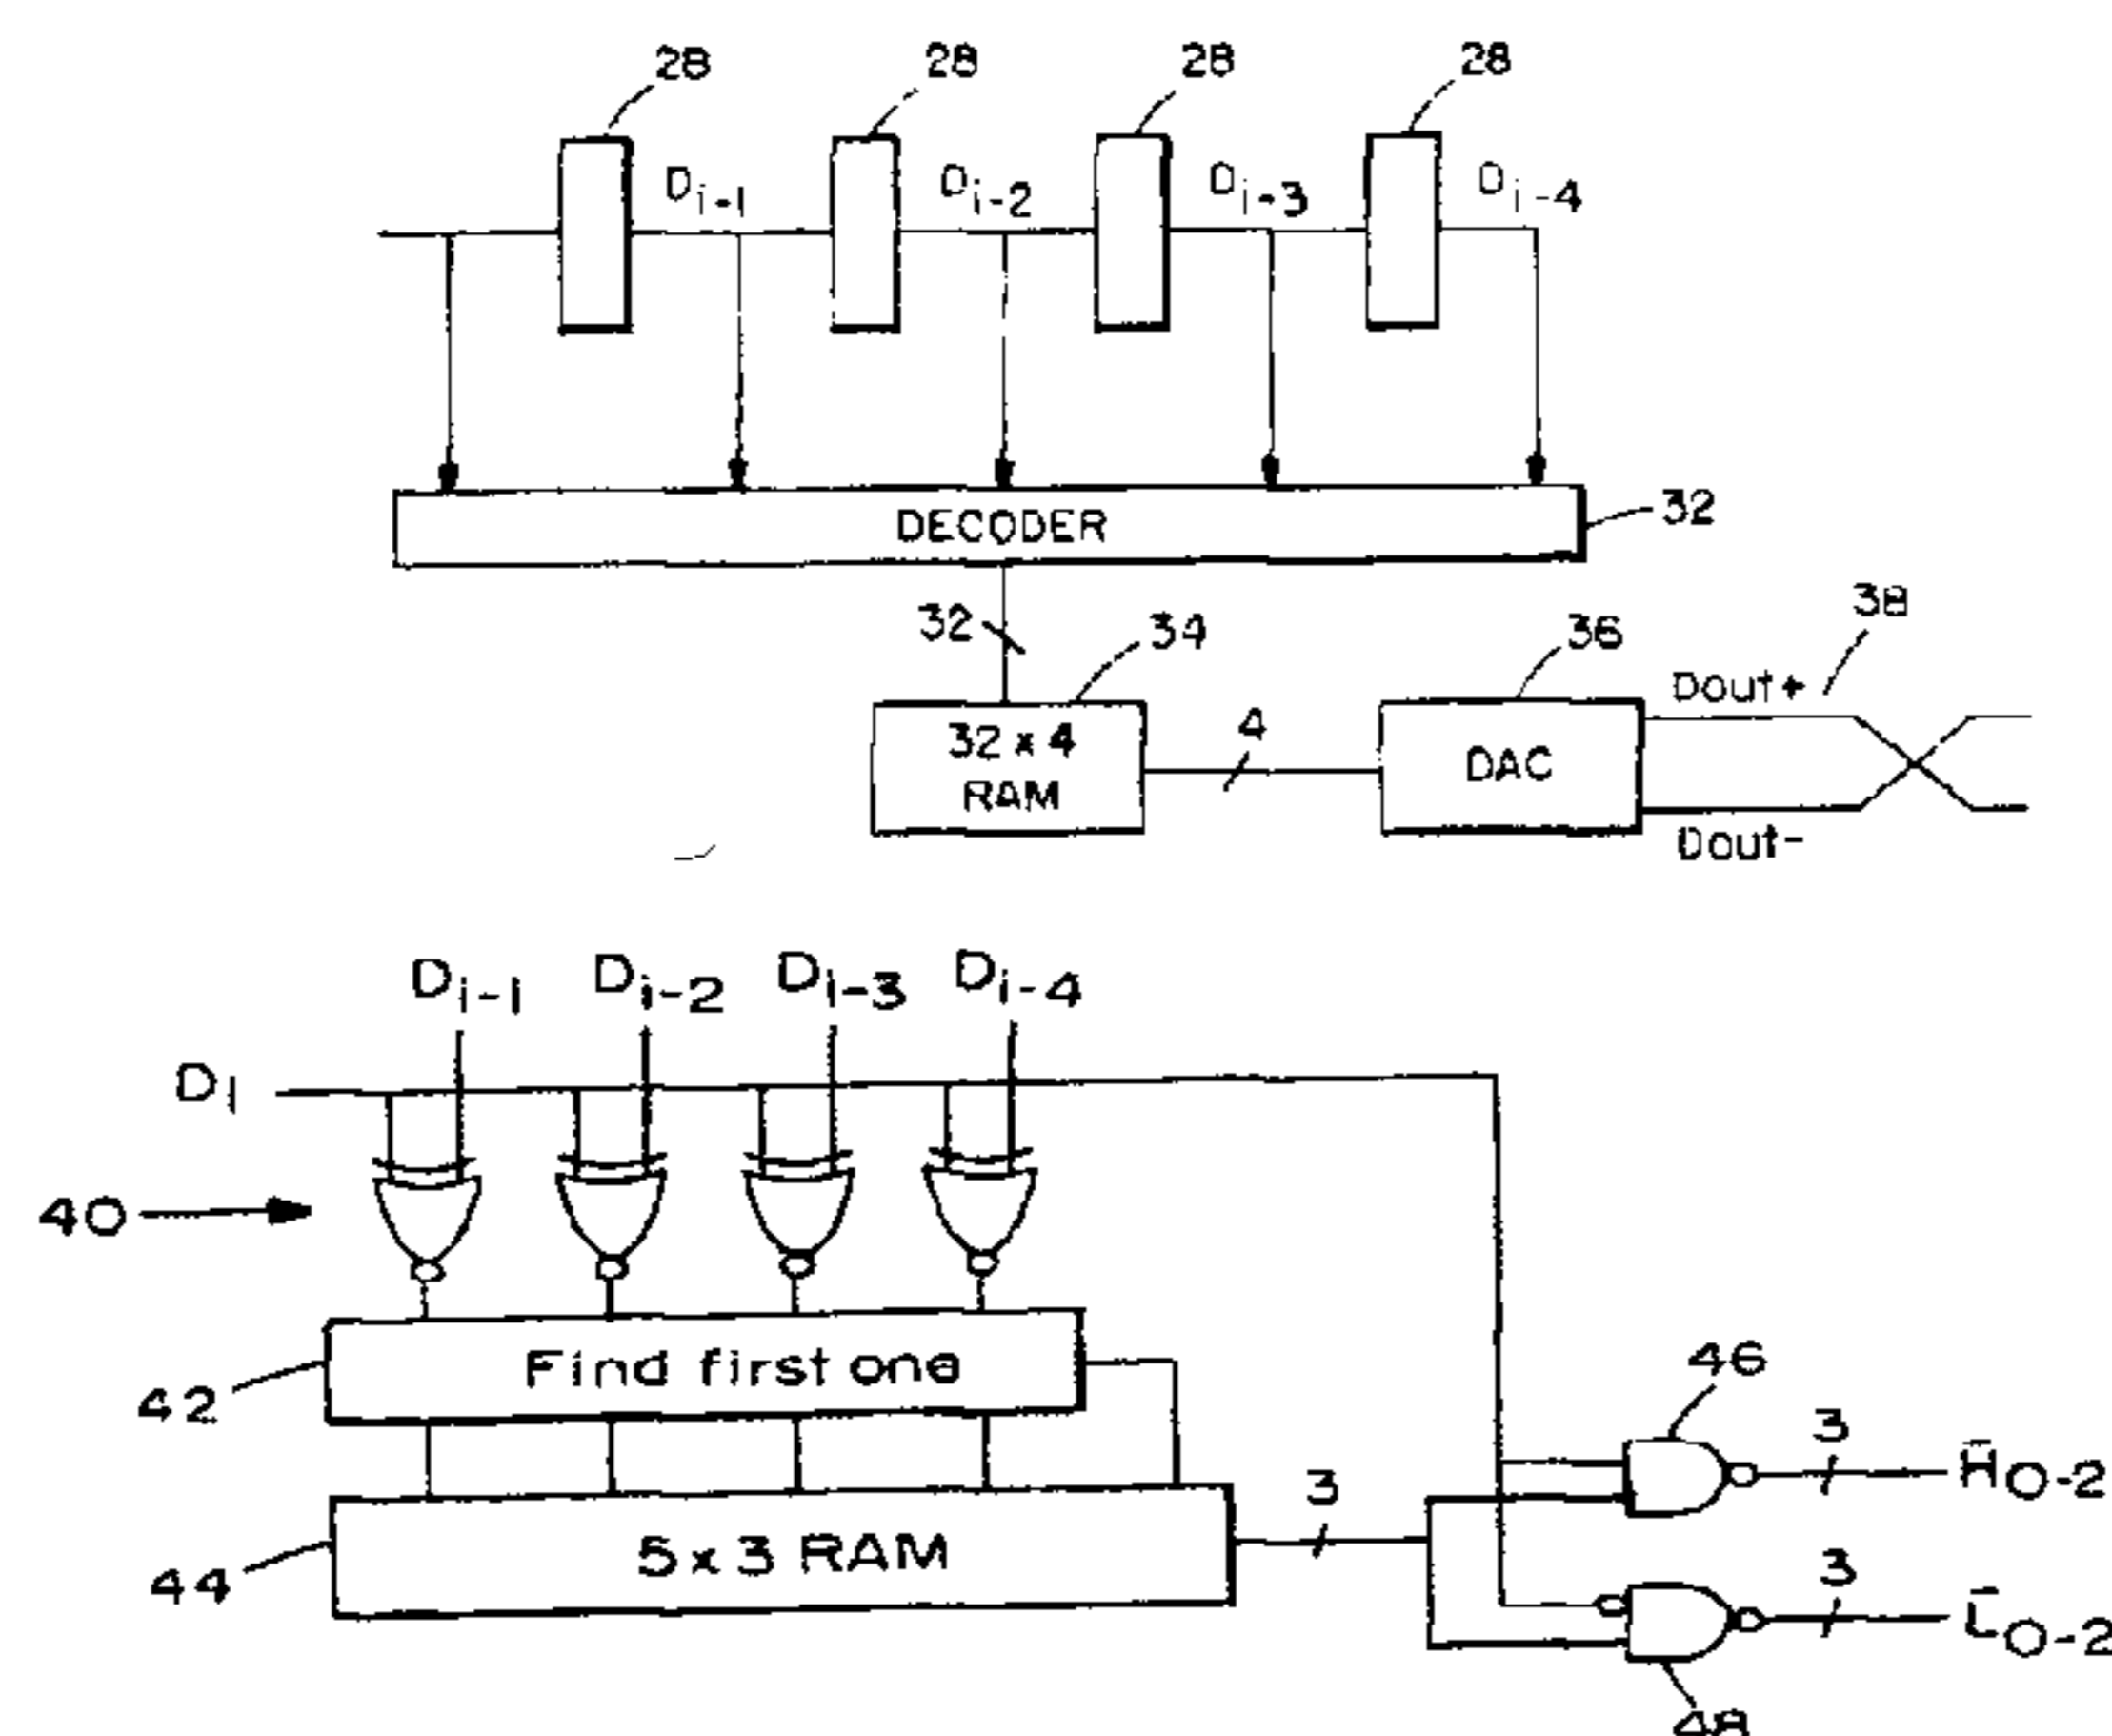 28 28 28 28
Di-1 Di-2 Di-3 Di-4
DECODER 32
32 34 36 38
32 x 4
RAM
4
DAC
Dout+
Dout-
Di-1 Di-2 Di-3 Di-4
Di
40
42 Find first one
44 5 x 3 RAM
3
46
3 H̄0-2
3 L̄0-2
48